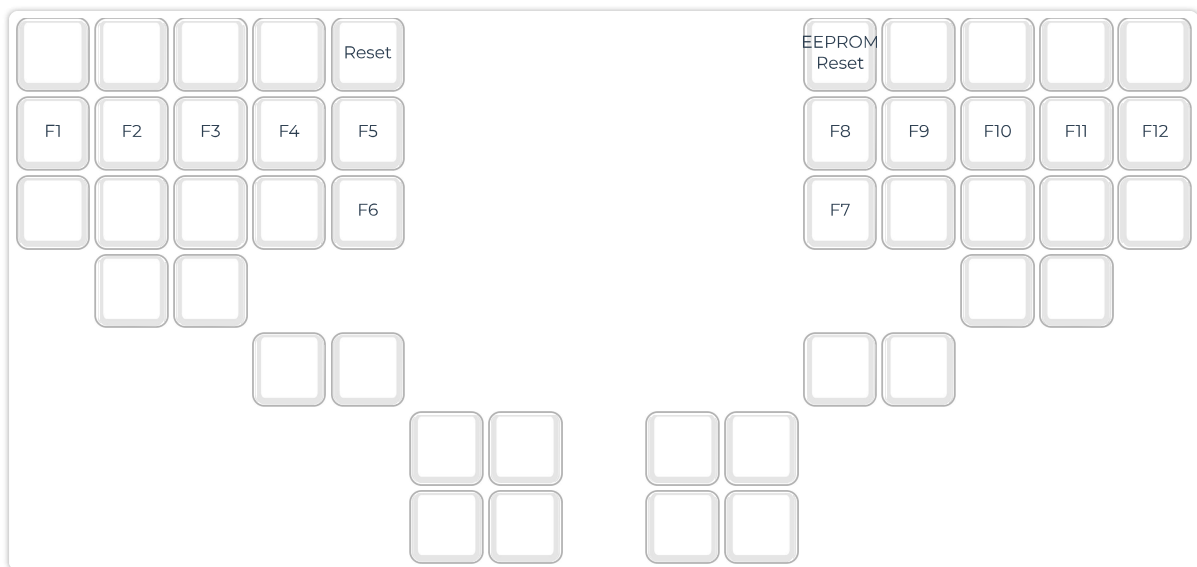 Reset
EEPROM
Reset
F1 F2 F3 F4 F5 F8 F9 F10 F11 F12
F6 F7